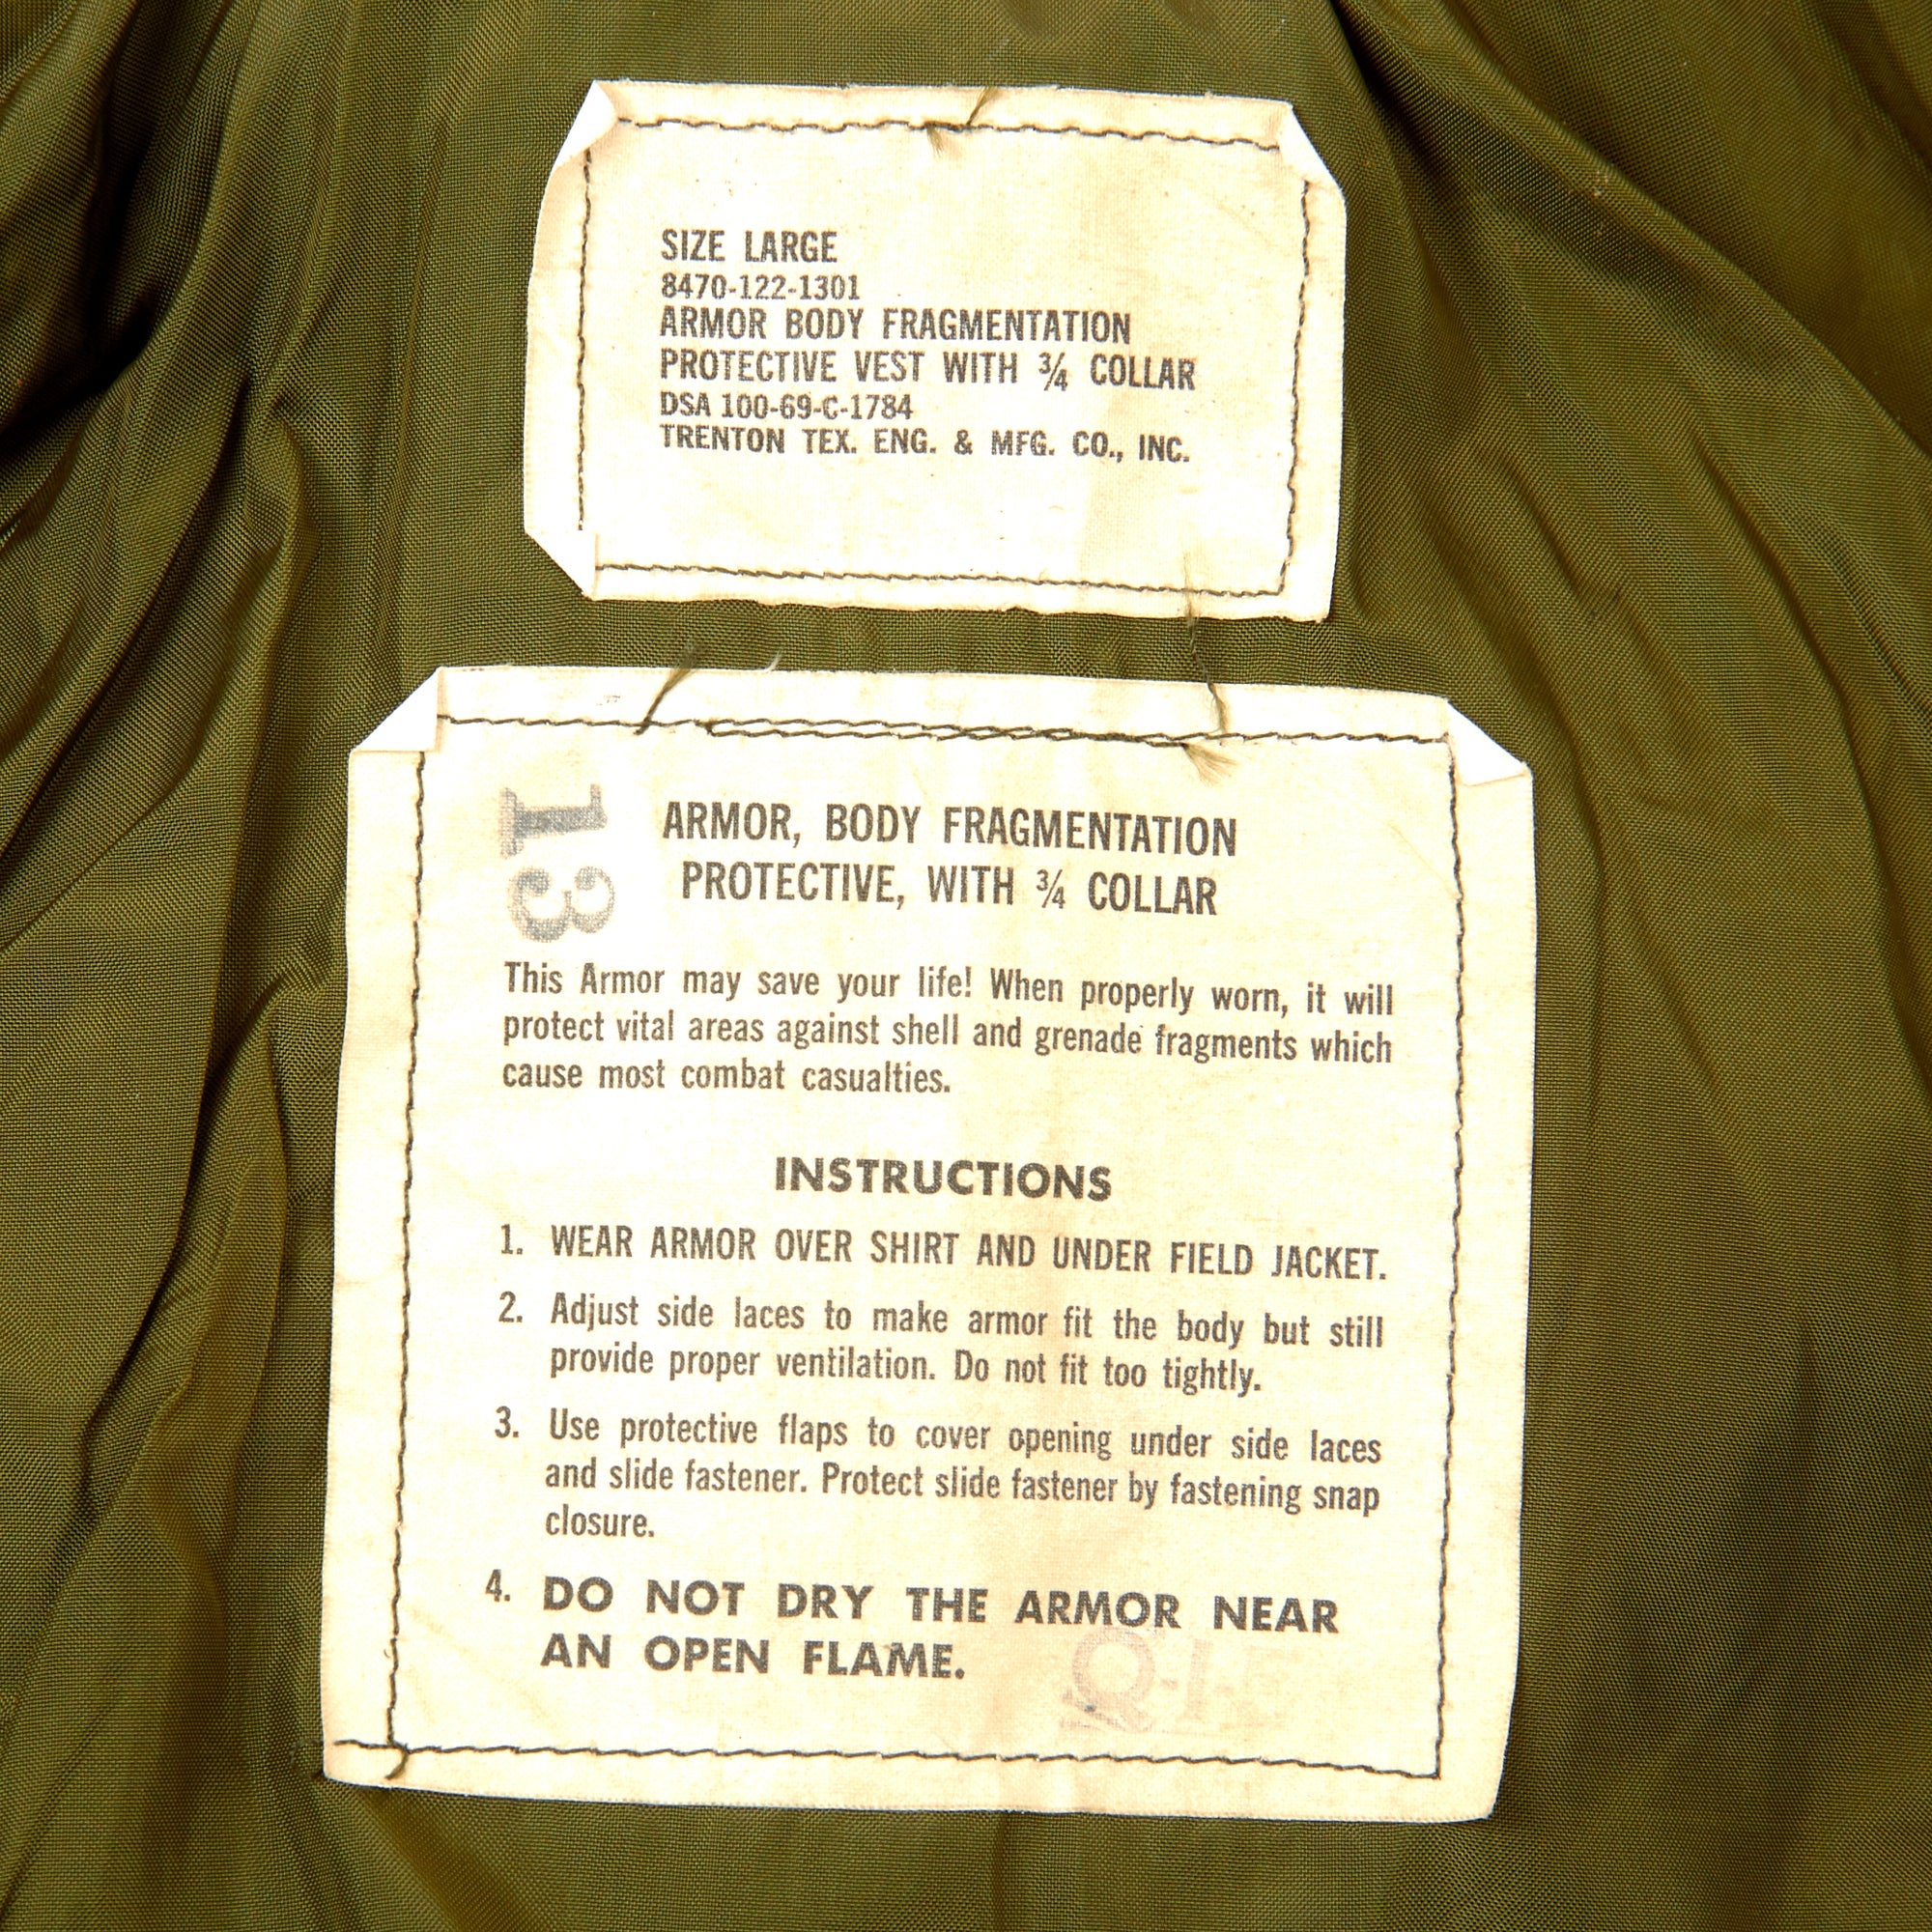 SIZE LARGE
8470-122-1301
ARMOR BODY FRAGMENTATION
PROTECTIVE VEST WITH ¾ COLLAR
DSA 100-69-C-1784
TRENTON TEX. ENG. & MFG. CO., INC.
13
ARMOR, BODY FRAGMENTATION
PROTECTIVE, WITH ¾ COLLAR
This Armor may save your life! When properly worn, it will
protect vital areas against shell and grenade fragments which
cause most combat casualties.
INSTRUCTIONS
1. WEAR ARMOR OVER SHIRT AND UNDER FIELD JACKET.
2. Adjust side laces to make armor fit the body but still
provide proper ventilation. Do not fit too tightly.
3. Use protective flaps to cover opening under side laces
and slide fastener. Protect slide fastener by fastening snap
closure.
4. DO NOT DRY THE ARMOR NEAR
AN OPEN FLAME.